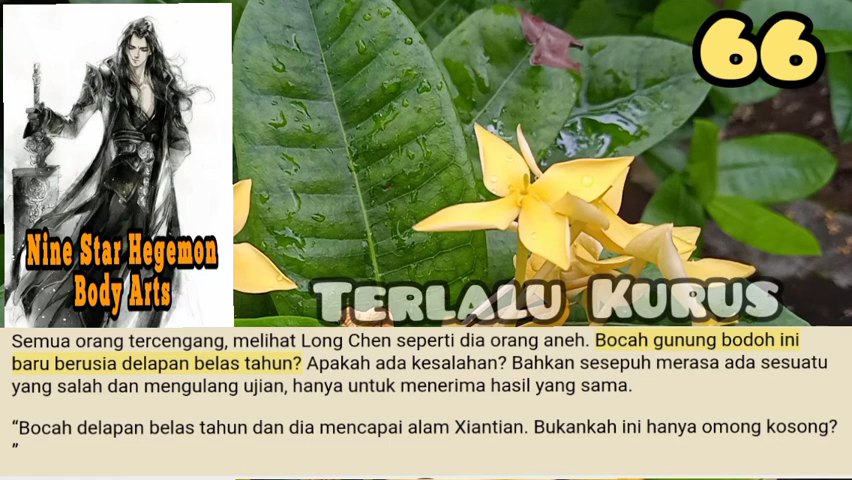 66
Nine Star Hegemon
Body Arts
Terlalu Kurus
Semua orang tercengang, melihat Long Chen seperti dia orang aneh. Bocah gunung bodoh ini
baru berusia delapan belas tahun? Apakah ada kesalahan? Bahkan sesepuh merasa ada sesuatu
yang salah dan mengulang ujian, hanya untuk menerima hasil yang sama.
“Bocah delapan belas tahun dan dia mencapai alam Xiantian. Bukankah ini hanya omong kosong?
”